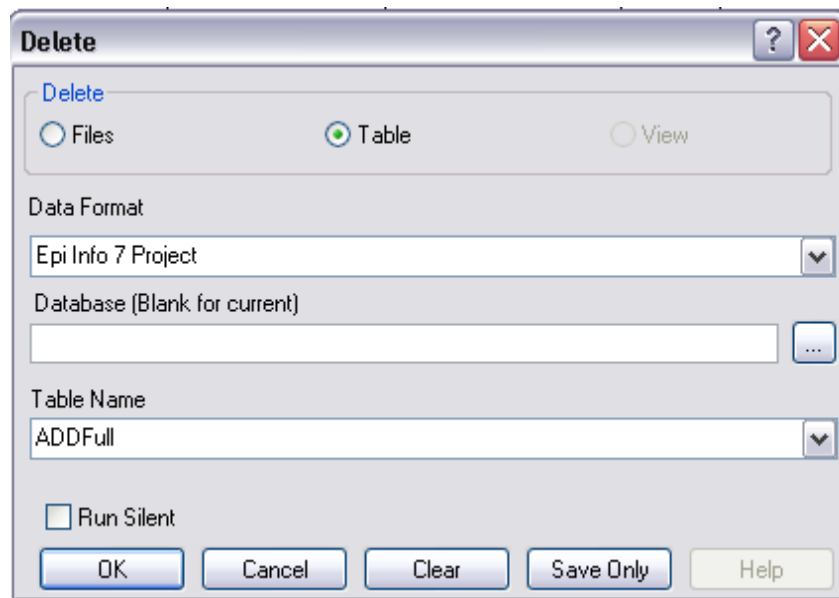 Delete
?
Delete
Files Table View
Data Format
Epi Info 7 Project
Database (Blank for current)
...
Table Name
ADDFull
Run Silent
OK Cancel Clear Save Only Help